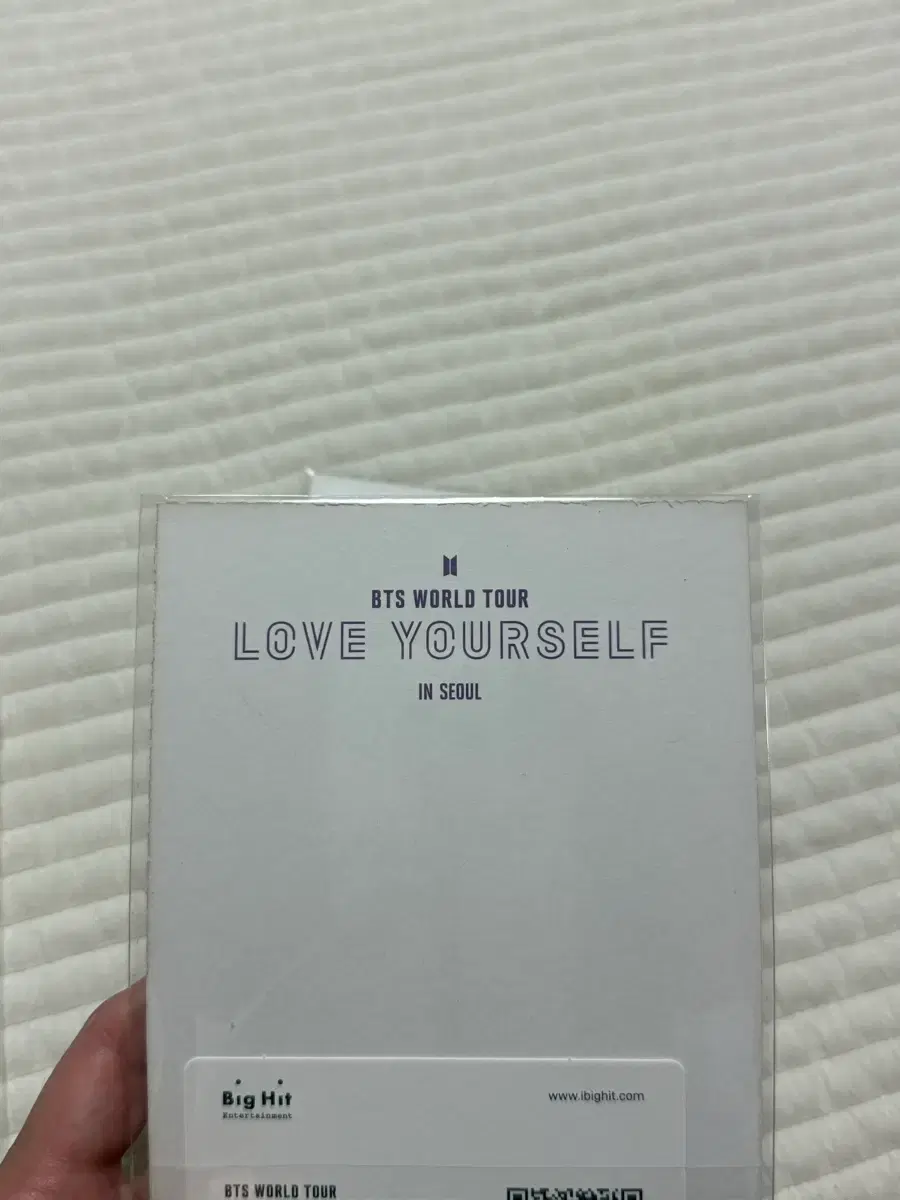 BTS WORLD TOUR
LOVE YOURSELF
IN SEOUL
Big Hit
Entertainment
www.ibighit.com
BTS WORLD TOUR